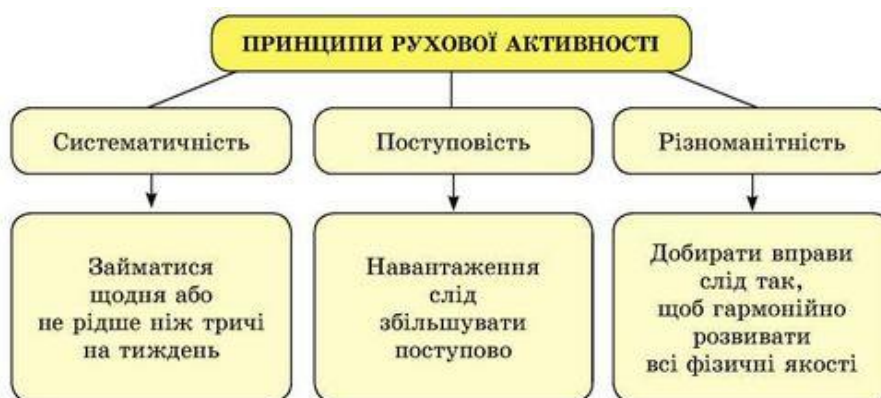 ПРИНЦИПИ РУХОВОЇ АКТИВНОСТІ
Систематичність
Поступовість
Різноманітність
Займатися
щодня або
не рідше ніж тричі
на тиждень
Навантаження
слід
збільшувати
поступово
Добирати вправи
слід так,
щоб гармонійно
розвивати
всі фізичні якості